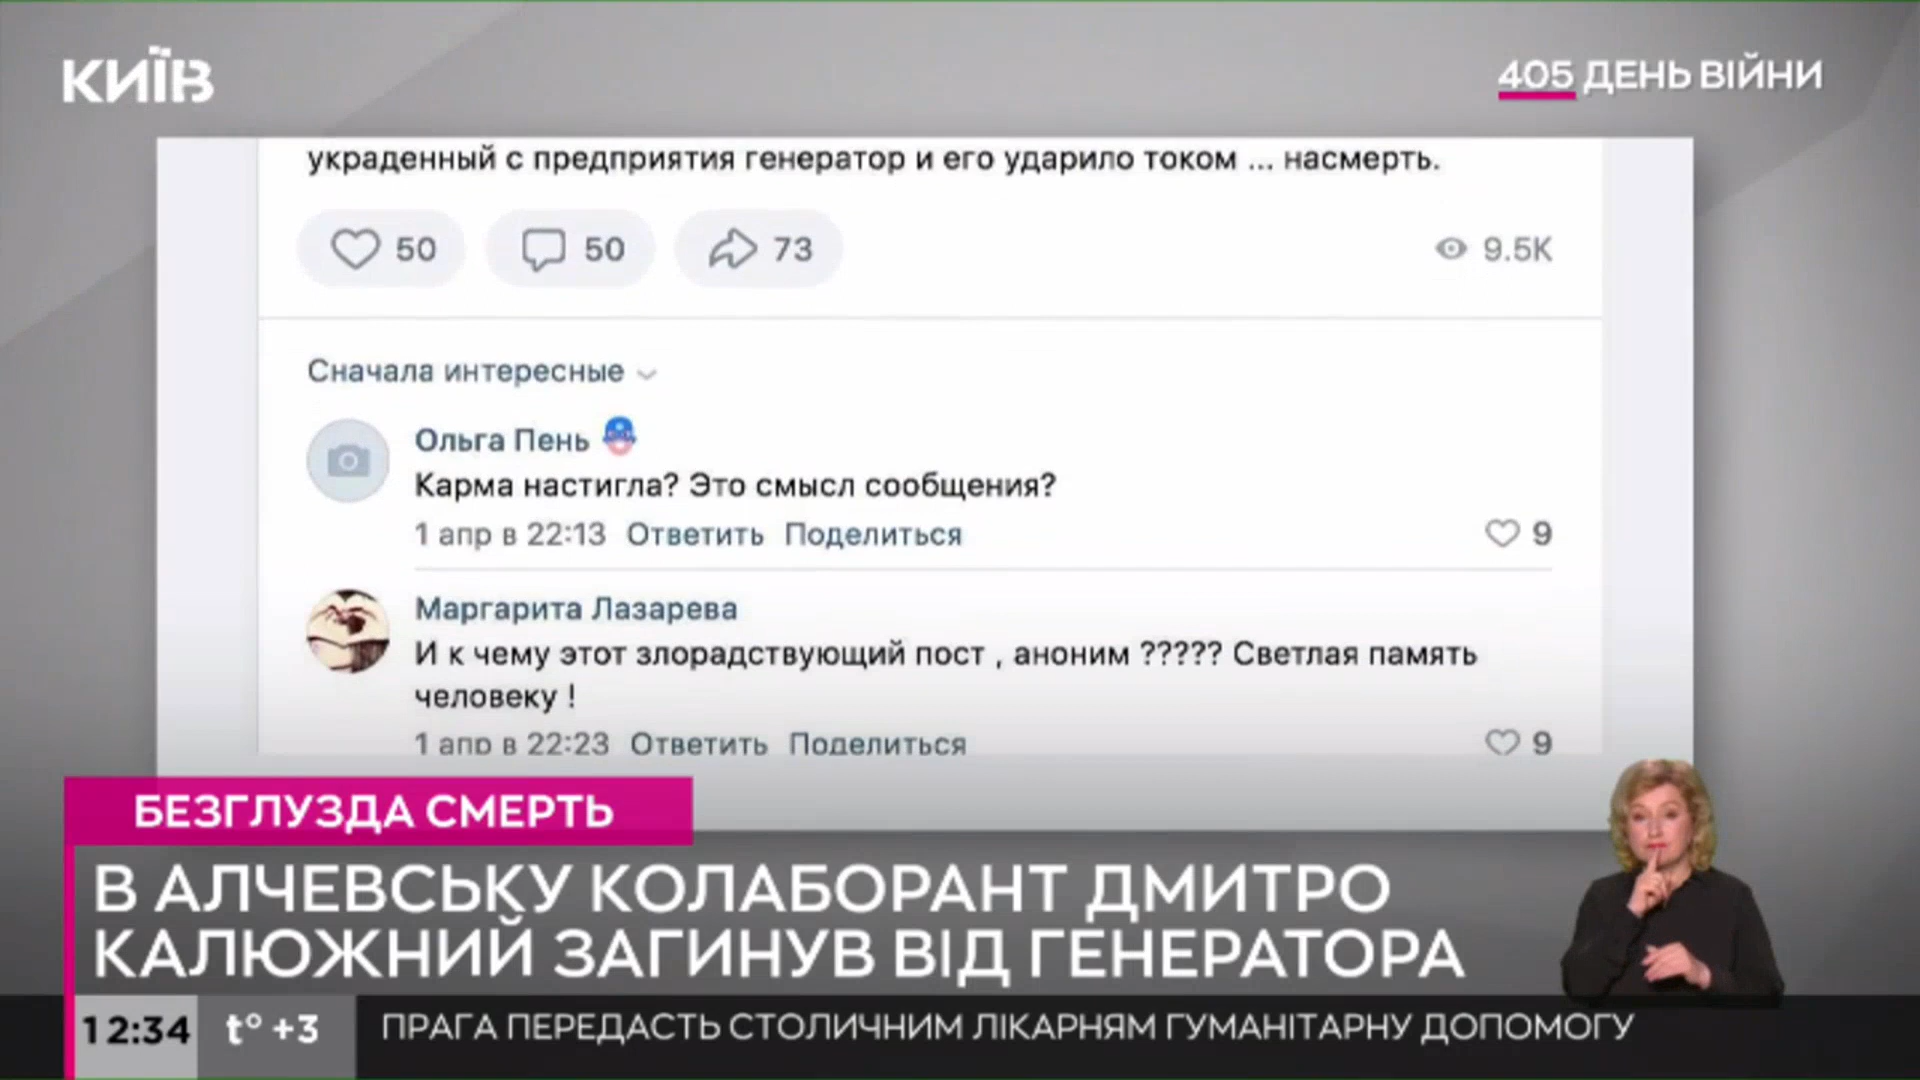 КИЇВ
405 ДЕНЬ ВІЙНИ
украденный с предприятия генератор и его ударило током ... насмерть.
50 50 73 9.5K
Сначала интересные
Ольга Пень
Карма настигла? Это смысл сообщения?
1 апр в 22:13 Ответить Поделиться 9
Маргарита Лазарева
И к чему этот злорадствующий пост , аноним ????? Светлая память
человеку !
1 апр в 22:23 Ответить Поделиться 9
БЕЗГЛУЗДА СМЕРТЬ
В АЛЧЕВСЬКУ КОЛАБОРАНТ ДМИТРО
КАЛЮЖНИЙ ЗАГИНУВ ВІД ГЕНЕРАТОРА
12:34 t° +3 ПРАГА ПЕРЕДАСТЬ СТОЛИЧНИМ ЛІКАРНЯМ ГУМАНІТАРНУ ДОПОМОГУ